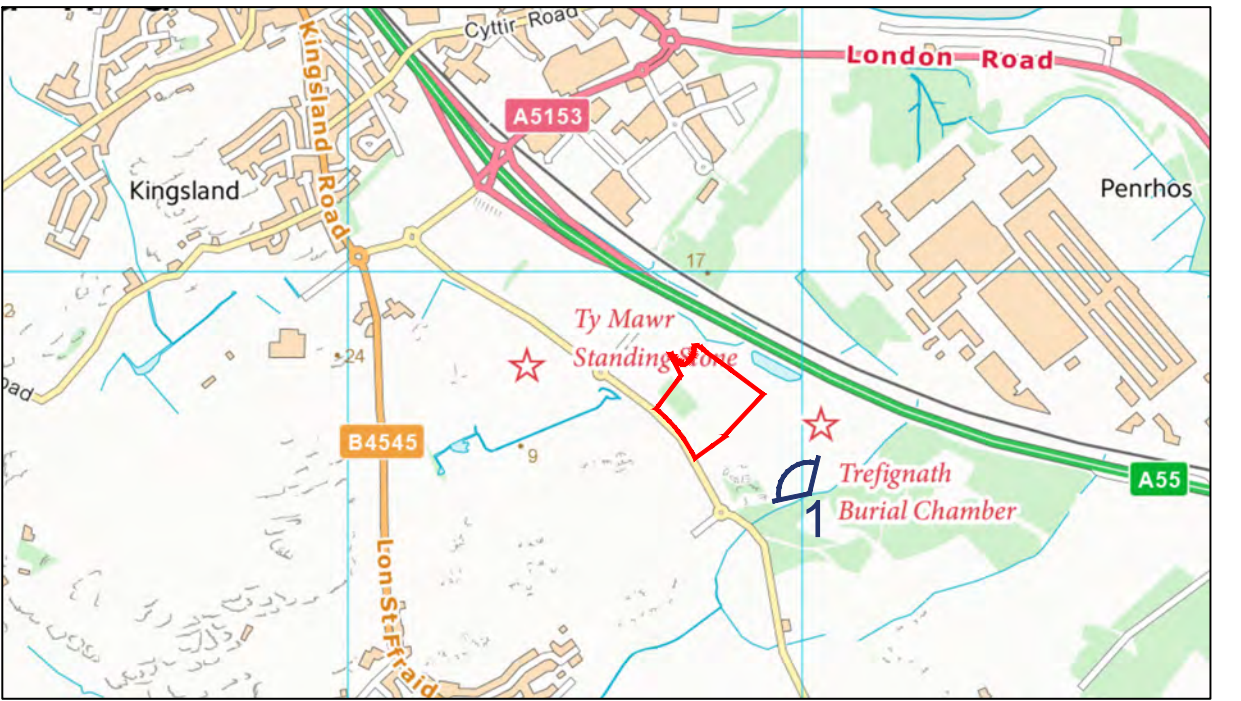 Cyttir Road
London Road
Kingsland Road
A5153
Kingsland
Penrhos
17
Ty Mawr
Standing Stone
24
oad
B4545
9
A55
Trefignath
Burial Chamber
1
Lon St Ffraid